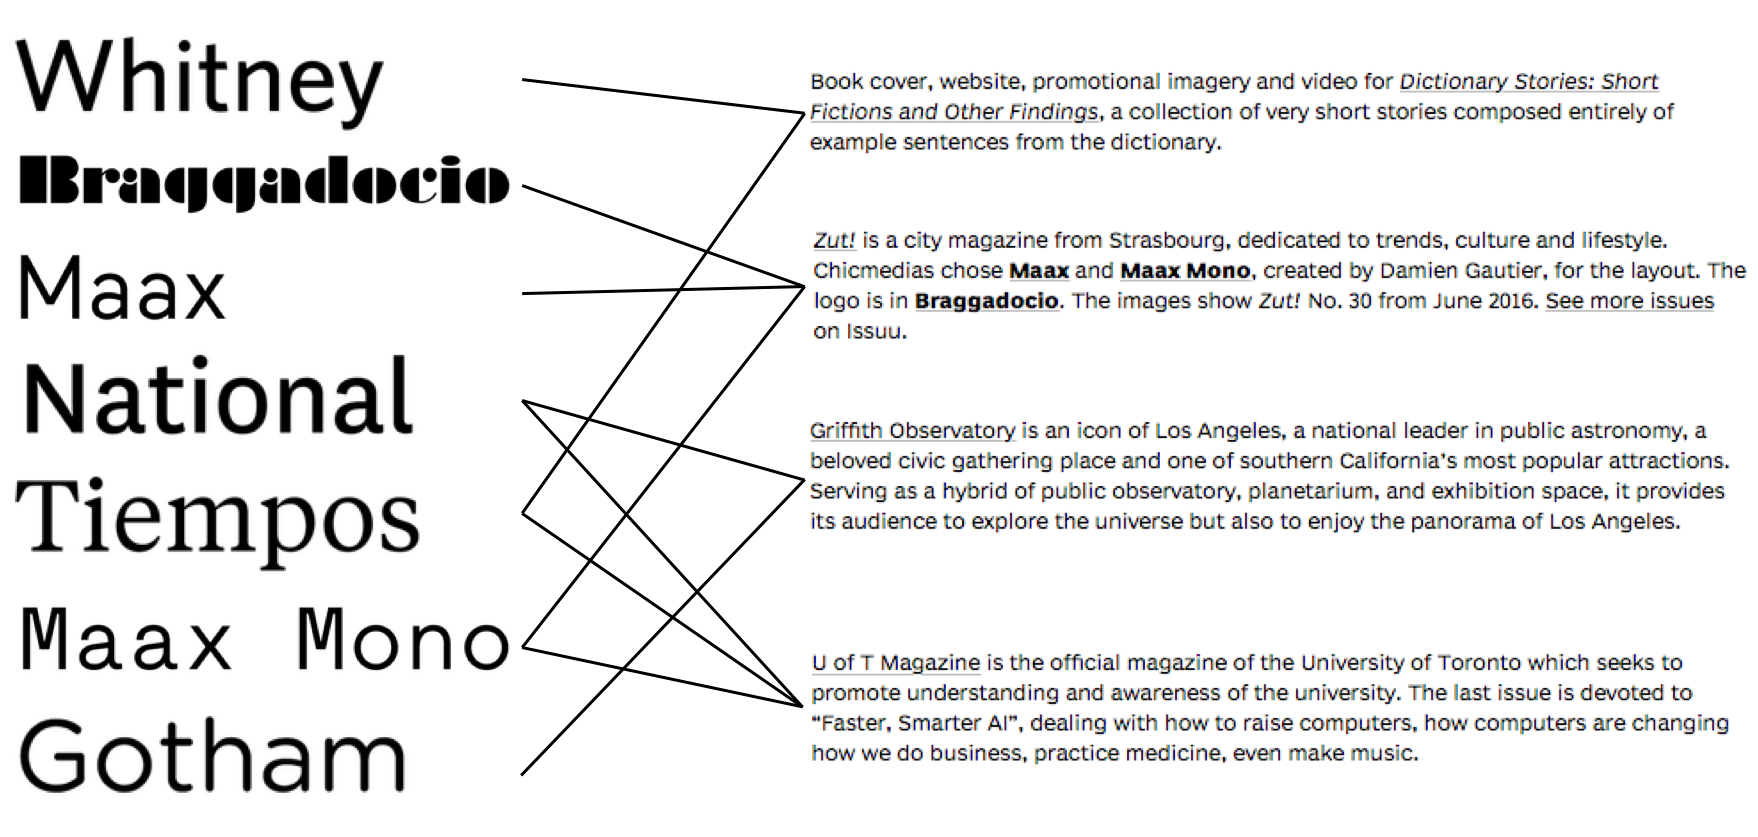 Whitney
Braggadocio
Maax
National
Tiempos
Maax Mono
Gotham
Book cover, website, promotional imagery and video for Dictionary Stories: Short
Fictions and Other Findings, a collection of very short stories composed entirely of
example sentences from the dictionary.
Zut! is a city magazine from Strasbourg, dedicated to trends, culture and lifestyle.
Chicmedias chose Maax and Maax Mono, created by Damien Gautier, for the layout. The
logo is in Braggadocio. The images show Zut! No. 30 from June 2016. See more issues
on Issuu.
Griffith Observatory is an icon of Los Angeles, a national leader in public astronomy, a
beloved civic gathering place and one of southern California's most popular attractions.
Serving as a hybrid of public observatory, planetarium, and exhibition space, it provides
its audience to explore the universe but also to enjoy the panorama of Los Angeles.
U of T Magazine is the official magazine of the University of Toronto which seeks to
promote understanding and awareness of the university. The last issue is devoted to
“Faster, Smarter AI”, dealing with how to raise computers, how computers are changing
how we do business, practice medicine, even make music.